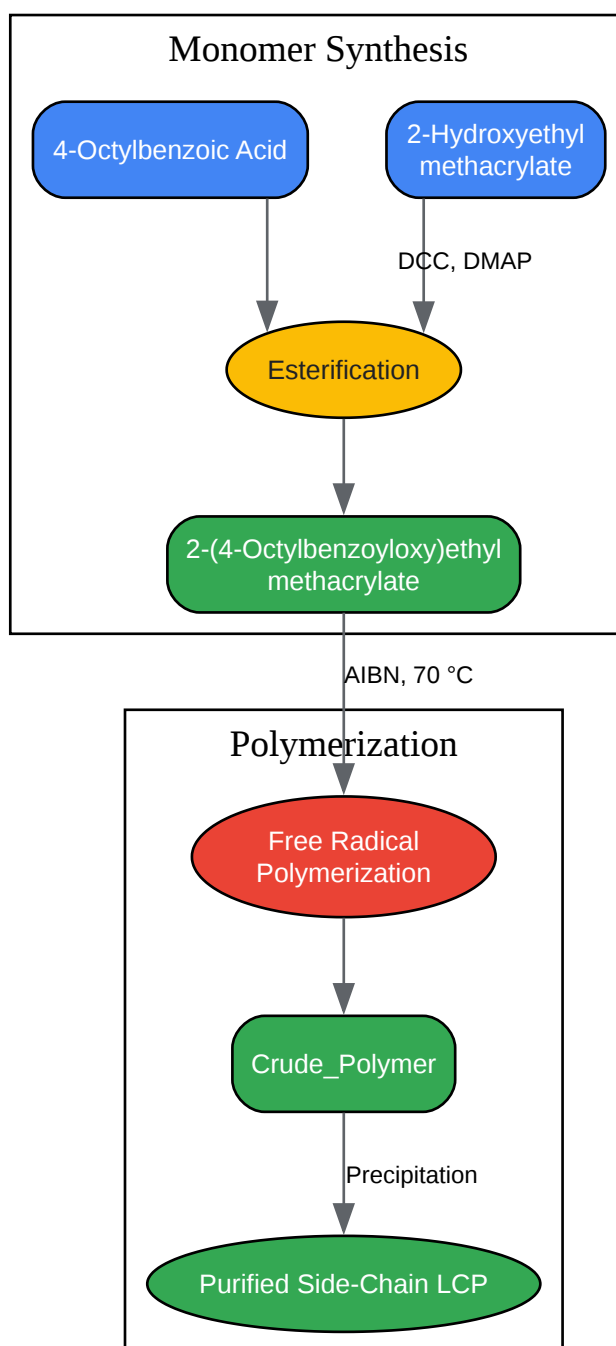 Monomer Synthesis
4-Octylbenzoic Acid
2-Hydroxyethyl
methacrylate
DCC, DMAP
Esterification
2-(4-Octylbenzoyloxy)ethyl
methacrylate
AIBN, 70 °C
Polymerization
Free Radical
Polymerization
Crude_Polymer
Precipitation
Purified Side-Chain LCP